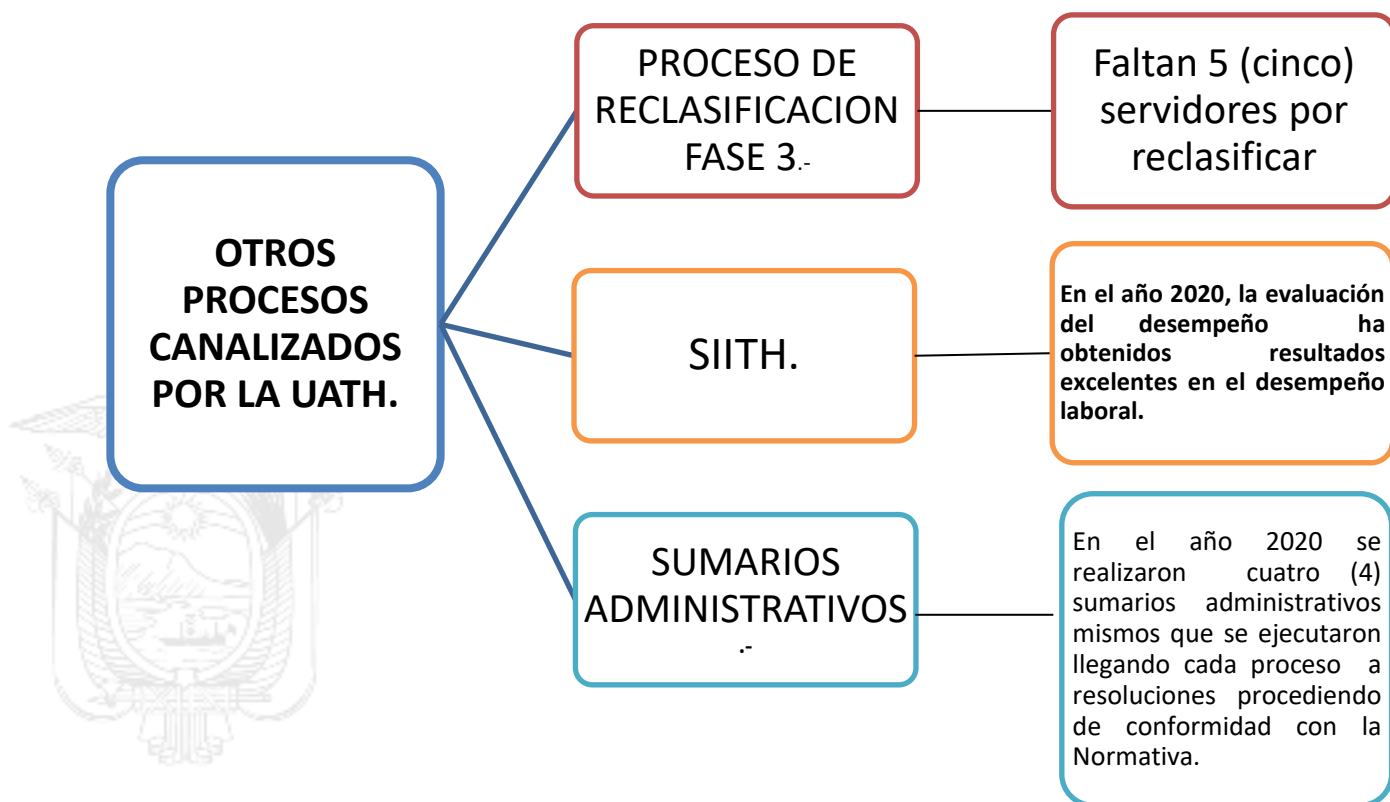 OTROS
PROCESOS
CANALIZADOS
POR LA UATH.
PROCESO DE
RECLASIFICACION
FASE 3.-
Faltan 5 (cinco)
servidores por
reclasificar
SIITH.
En el año 2020, la evaluación
del desempeño ha
obtenidos resultados
excelentes en el desempeño
laboral.
SUMARIOS
ADMINISTRATIVOS
.-
En el año 2020 se
realizaron cuatro (4)
sumarios administrativos
mismos que se ejecutaron
llegando cada proceso a
resoluciones procediendo
de conformidad con la
Normativa.